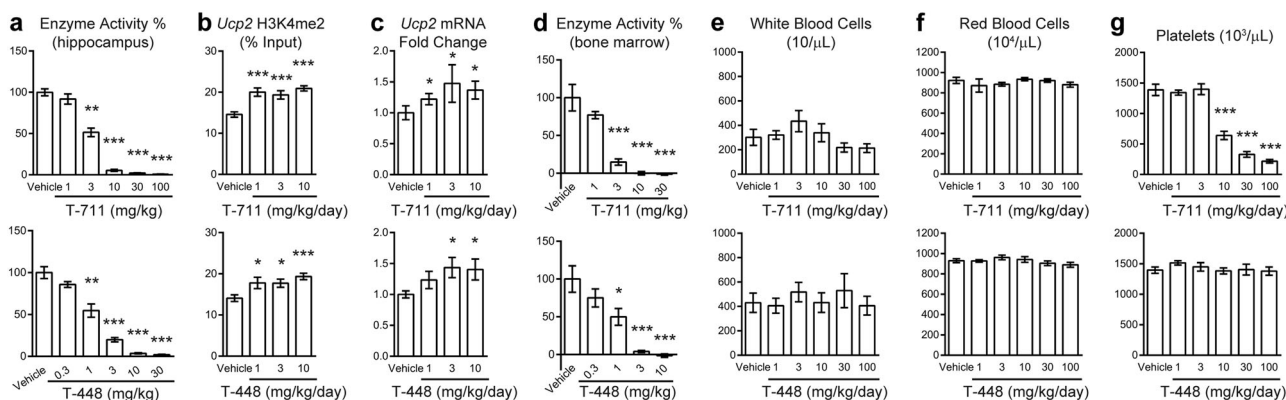 a Enzyme Activity %
(hippocampus)
150
100
50
0
Vehicle 1 3 10 30 100
T-711 (mg/kg)
** *** *** ***
b Ucp2 H3K4me2
(% Input)
30
20
10
0
Vehicle 1 3 10
T-711 (mg/kg/day)
*** *** ***
c Ucp2 mRNA
Fold Change
2.0
1.5
1.0
0.5
0.0
Vehicle 1 3 10
T-711 (mg/kg/day)
* * *
d Enzyme Activity %
(bone marrow)
150
100
50
0
Vehicle 1 3 10 30
T-711 (mg/kg)
*** *** ***
e White Blood Cells
(10/μL)
1000
800
600
400
200
0
Vehicle 1 3 10 30 100
T-711 (mg/kg/day)
f Red Blood Cells
(10⁴/μL)
1200
1000
800
600
400
200
0
Vehicle 1 3 10 30 100
T-711 (mg/kg/day)
g Platelets (10³/μL)
2000
1500
1000
500
0
Vehicle 1 3 10 30 100
T-711 (mg/kg/day)
*** *** ***
150
100
50
0
Vehicle 0.3 1 3 10 30
T-448 (mg/kg)
** *** *** ***
30
20
10
0
Vehicle 1 3 10
T-448 (mg/kg/day)
* * ***
2.0
1.5
1.0
0.5
0.0
Vehicle 1 3 10
T-448 (mg/kg/day)
* *
150
100
50
0
Vehicle 0.3 1 3 10
T-448 (mg/kg)
* *** ***
1000
800
600
400
200
0
Vehicle 1 3 10 30 100
T-448 (mg/kg/day)
1200
1000
800
600
400
200
0
Vehicle 1 3 10 30 100
T-448 (mg/kg/day)
2000
1500
1000
500
0
Vehicle 1 3 10 30 100
T-448 (mg/kg/day)